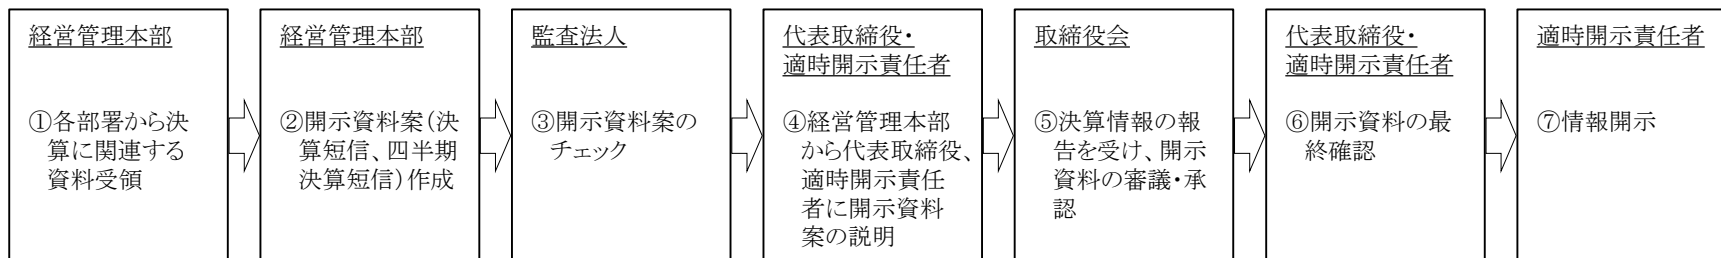 経営管理本部
①各部署から決
算に関連する
資料受領
経営管理本部
②開示資料案(決
算短信、四半期
決算短信)作成
監査法人
③開示資料案の
チェック
代表取締役・
適時開示責任者
④経営管理本部
から代表取締役、
適時開示責任
者に開示資料
案の説明
取締役会
⑤決算情報の報
告を受け、開示
資料の審議・承
認
代表取締役・
適時開示責任者
⑥開示資料の最
終確認
適時開示責任者
⑦情報開示